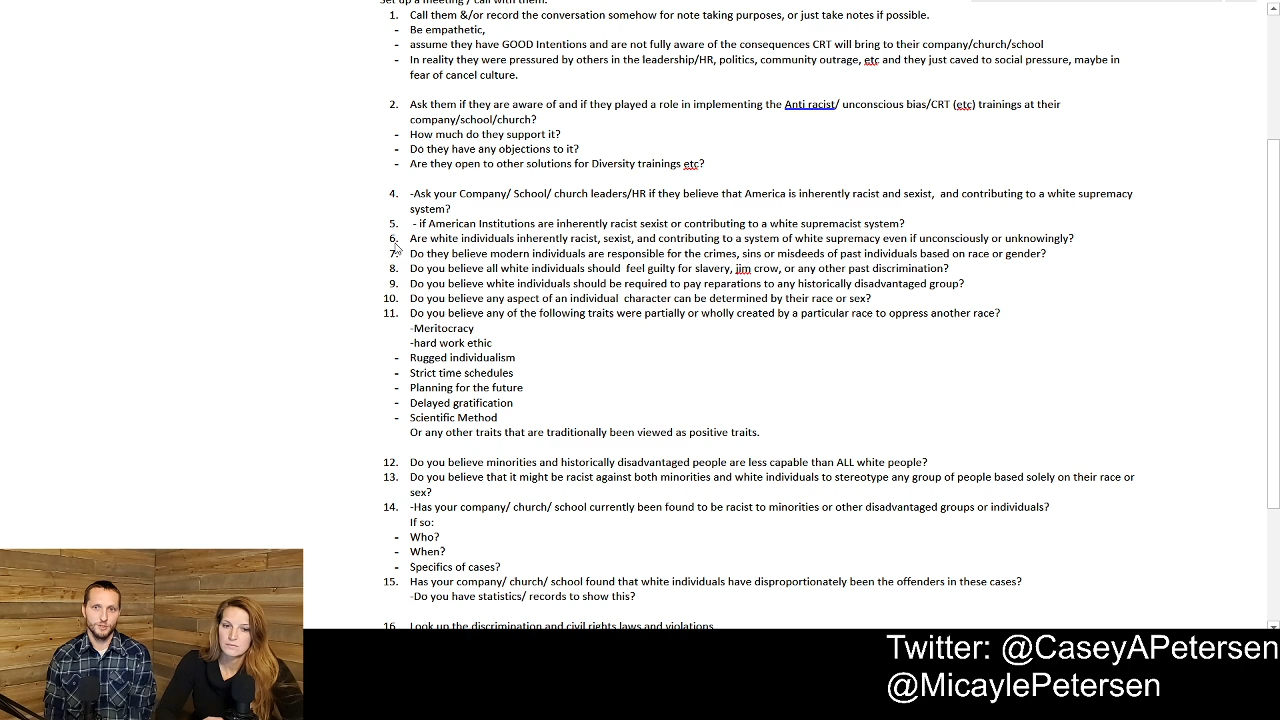 Set up a meeting / call with them.
1. Call them &/or record the conversation somehow for note taking purposes, or just take notes if possible.
- Be empathetic,
- assume they have GOOD Intentions and are not fully aware of the consequences CRT will bring to their company/church/school
- In reality they were pressured by others in the leadership/HR, politics, community outrage, etc and they just caved to social pressure, maybe in
fear of cancel culture.
2. Ask them if they are aware of and if they played a role in implementing the Anti racist/ unconscious bias/CRT (etc) trainings at their
company/school/church?
- How much do they support it?
- Do they have any objections to it?
- Are they open to other solutions for Diversity trainings etc?
4. -Ask your Company/ School/ church leaders/HR if they believe that America is inherently racist and sexist, and contributing to a white supremacy
system?
5. - if American Institutions are inherently racist sexist or contributing to a white supremacist system?
6. Are white individuals inherently racist, sexist, and contributing to a system of white supremacy even if unconsciously or unknowingly?
7. Do they believe modern individuals are responsible for the crimes, sins or misdeeds of past individuals based on race or gender?
8. Do you believe all white individuals should feel guilty for slavery, jim crow, or any other past discrimination?
9. Do you believe white individuals should be required to pay reparations to any historically disadvantaged group?
10. Do you believe any aspect of an individual character can be determined by their race or sex?
11. Do you believe any of the following traits were partially or wholly created by a particular race to oppress another race?
-Meritocracy
-hard work ethic
- Rugged individualism
- Strict time schedules
- Planning for the future
- Delayed gratification
- Scientific Method
Or any other traits that are traditionally been viewed as positive traits.
12. Do you believe minorities and historically disadvantaged people are less capable than ALL white people?
13. Do you believe that it might be racist against both minorities and white individuals to stereotype any group of people based solely on their race or
sex?
14. -Has your company/ church/ school currently been found to be racist to minorities or other disadvantaged groups or individuals?
If so:
- Who?
- When?
- Specifics of cases?
15. Has your company/ church/ school found that white individuals have disproportionately been the offenders in these cases?
-Do you have statistics/ records to show this?
16. Look up the discrimination and civil rights laws and violations
Twitter: @CaseyAPetersen
@MicaylePetersen